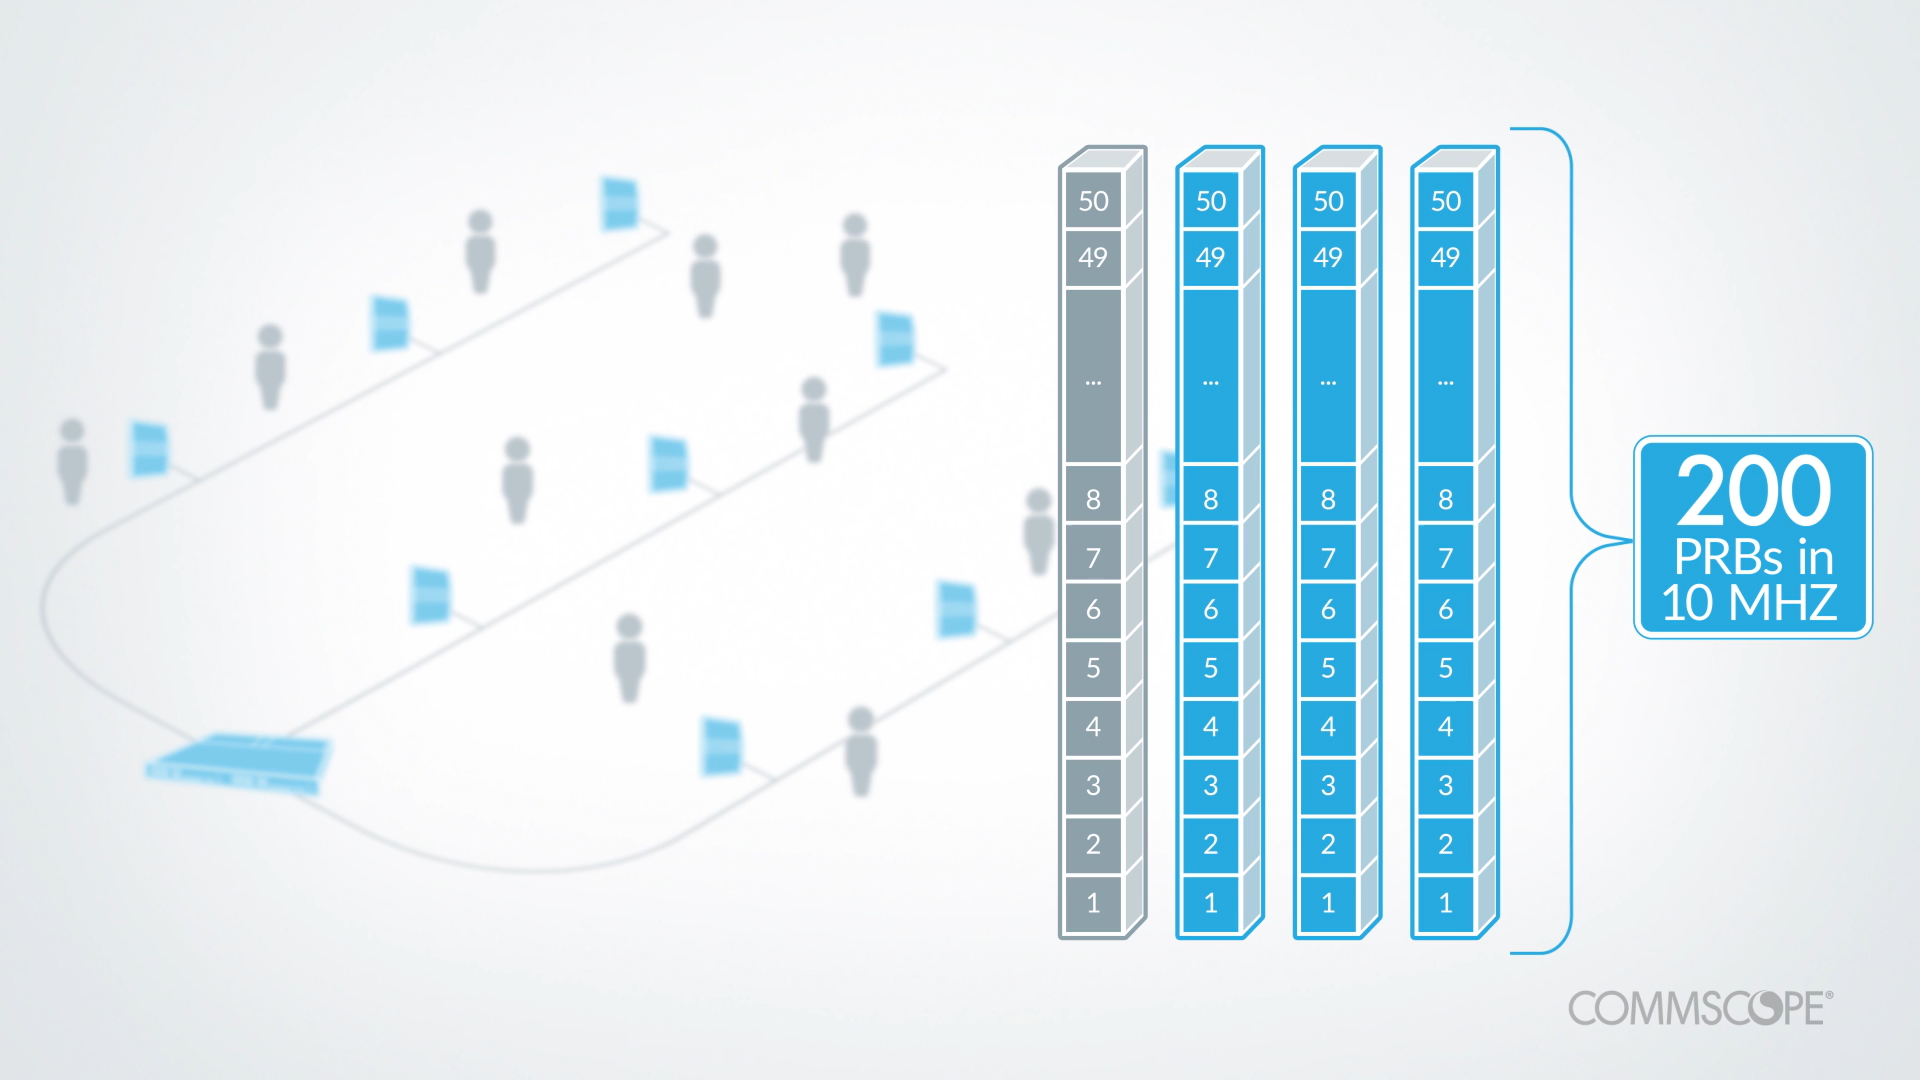 50 50 50 50
49 49 49 49
... ... ... ...
8 8 8 8
7 7 7 7
6 6 6 6
5 5 5 5
4 4 4 4
3 3 3 3
2 2 2 2
1 1 1 1
200
PRBs in
10 MHZ
COMMSCOPE®